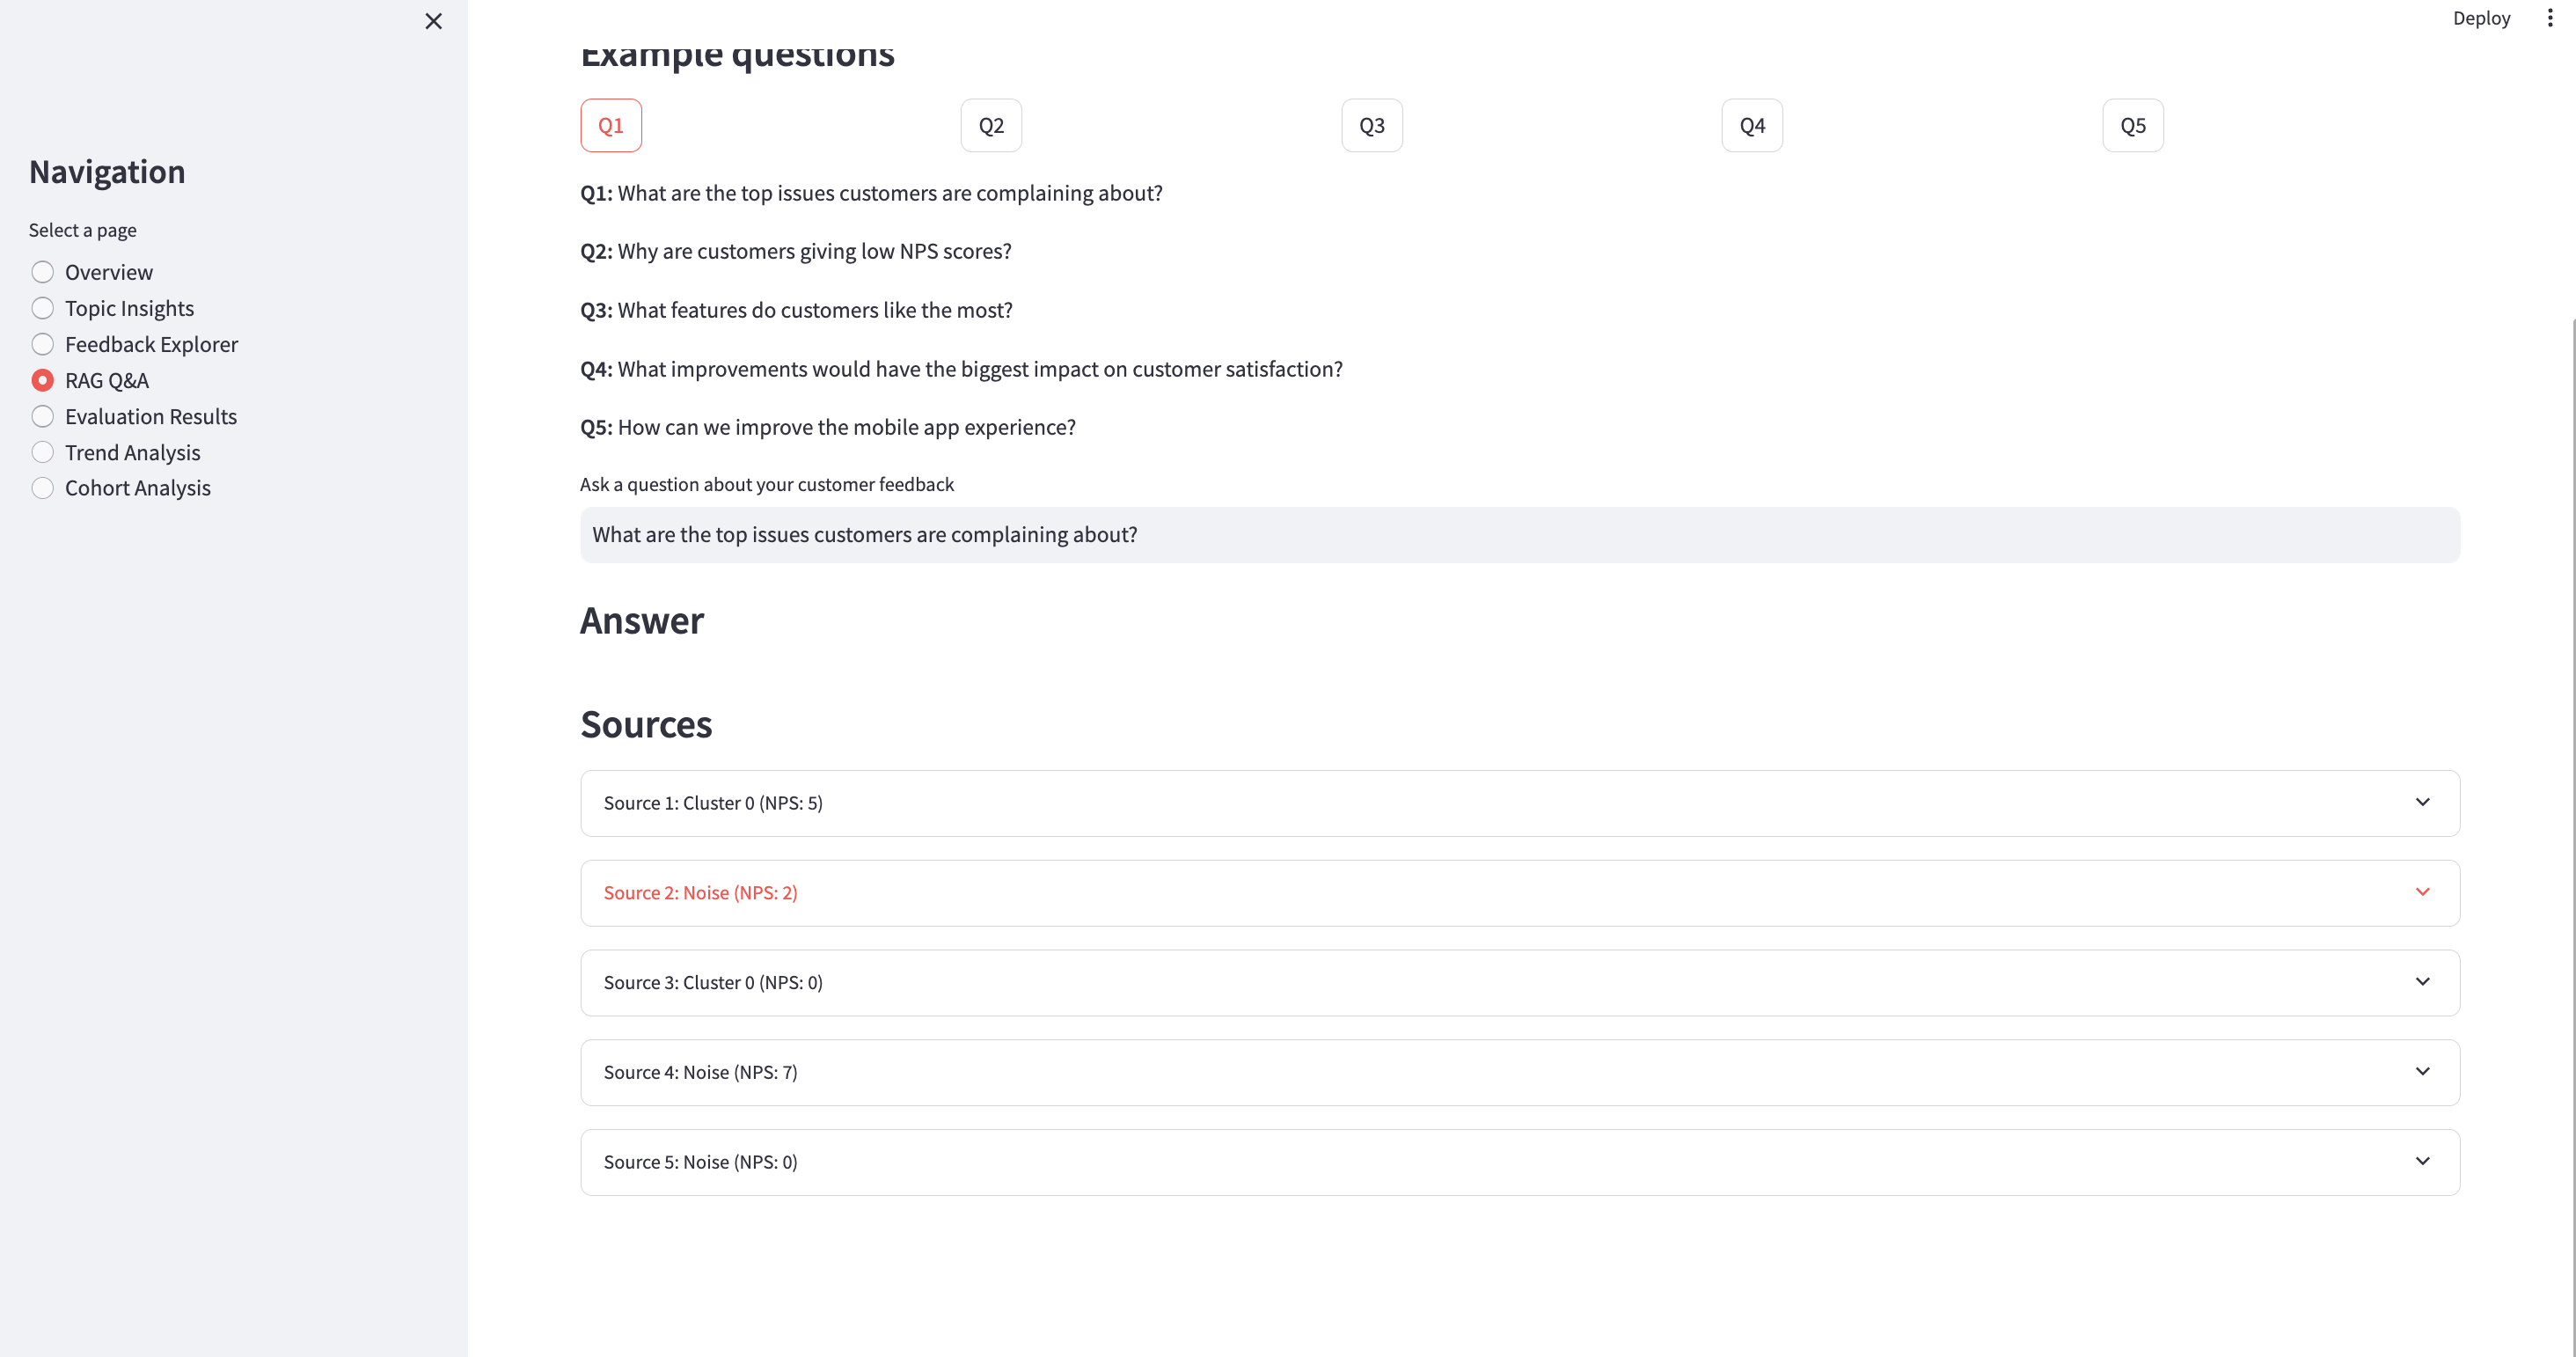 Deploy
Navigation
Select a page
Overview
Topic Insights
Feedback Explorer
RAG Q&A
Evaluation Results
Trend Analysis
Cohort Analysis
Example questions
Q1
Q2
Q3
Q4
Q5
Q1: What are the top issues customers are complaining about?
Q2: Why are customers giving low NPS scores?
Q3: What features do customers like the most?
Q4: What improvements would have the biggest impact on customer satisfaction?
Q5: How can we improve the mobile app experience?
Ask a question about your customer feedback
What are the top issues customers are complaining about?
Answer
Sources
Source 1: Cluster 0 (NPS: 5)
Source 2: Noise (NPS: 2)
Source 3: Cluster 0 (NPS: 0)
Source 4: Noise (NPS: 7)
Source 5: Noise (NPS: 0)